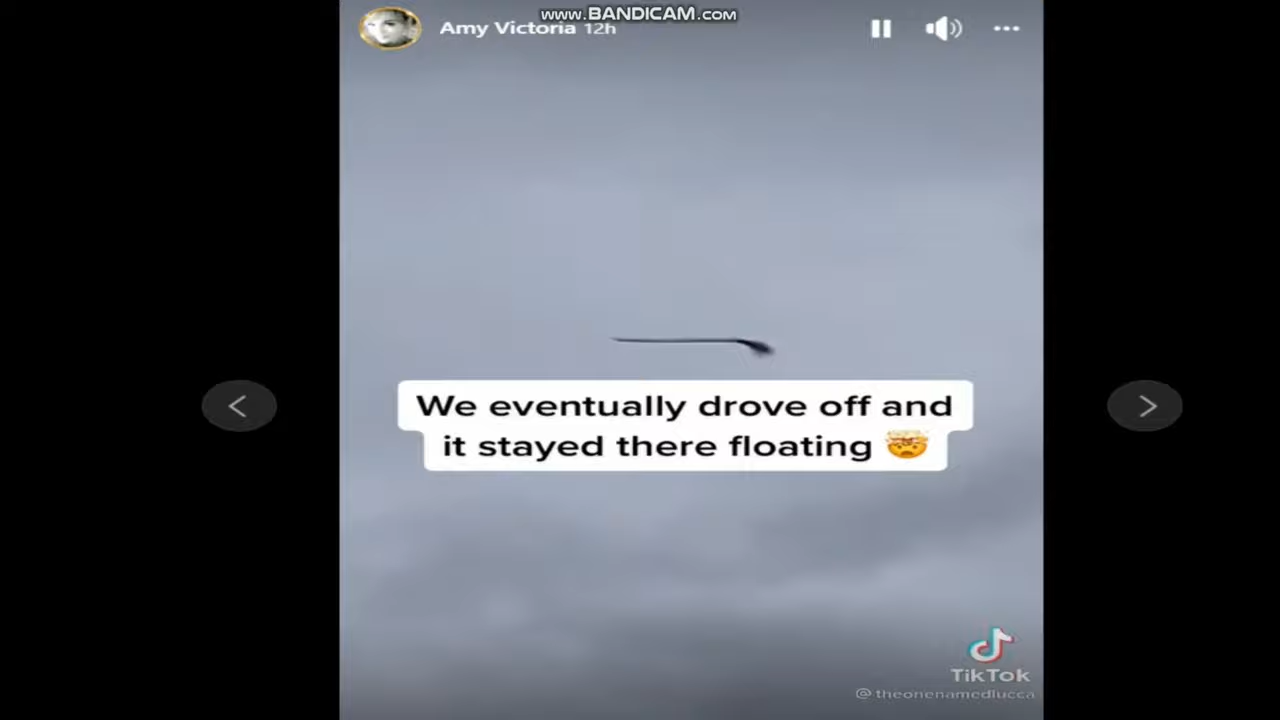 www.BANDICAM.com
Amy Victoria 12h
We eventually drove off and
it stayed there floating 🤯
TikTok
@theonenamedlucca